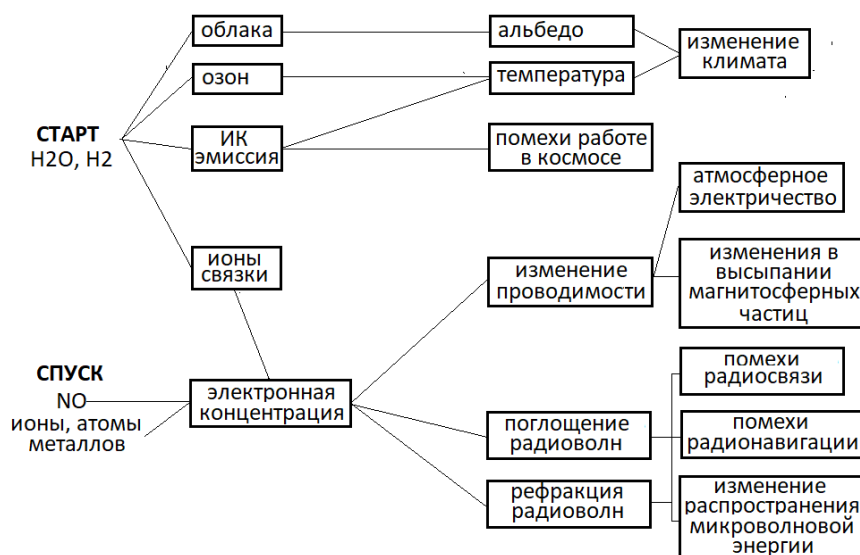 облака
альбедо
изменение
климата
озон
температура
СТАРТ
H2O, H2
ИК
эмиссия
помехи работе
в космосе
атмосферное
электричество
ионы
связки
изменение
проводимости
изменения в
высыпании
магнитосферных
частиц
СПУСК
NO
ионы, атомы
металлов
электронная
концентрация
помехи
радиосвязи
поглощение
радиоволн
помехи
радионавигации
рефракция
радиоволн
изменение
распространения
микроволновой
энергии